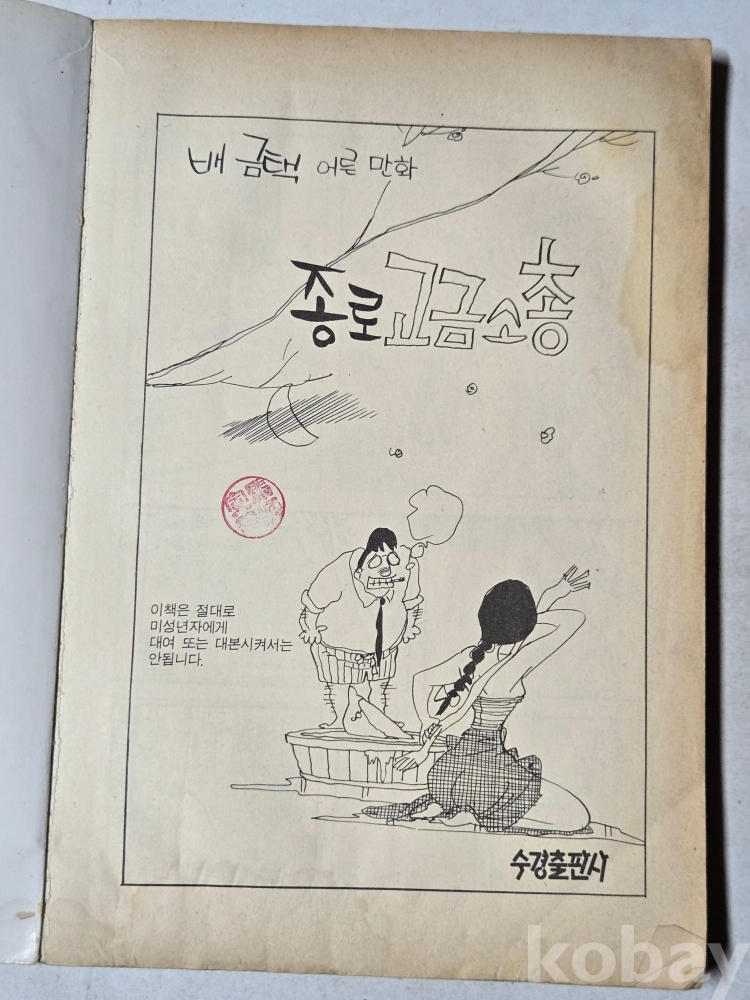 배 금택 어른 만화
종로고금소총
이책은 절대로
미성년자에게
대여 또는 대본시켜서는
안됩니다.
수경출판사
kobay